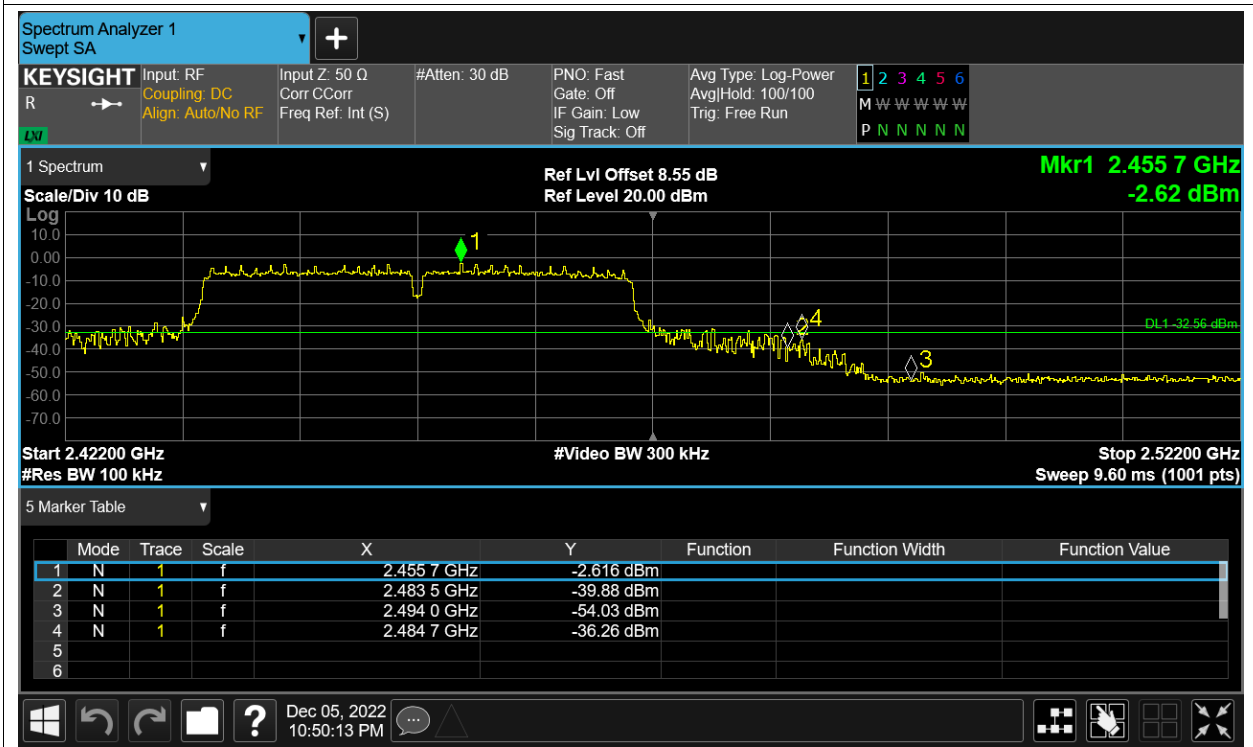 Spectrum Analyzer 1
Swept SA
KEYSIGHT
R
LXI
Input: RF
Coupling: DC
Align: Auto/No RF
Input Z: 50 Ω
Corr CCorr
Freq Ref: Int (S)
#Atten: 30 dB
PNO: Fast
Gate: Off
IF Gain: Low
Sig Track: Off
Avg Type: Log-Power
Avg|Hold: 100/100
Trig: Free Run
1 2 3 4 5 6
M W W W W W
P N N N N N
1 Spectrum
Scale/Div 10 dB
Ref Lvl Offset 8.55 dB
Ref Level 20.00 dBm
Mkr1 2.455 7 GHz
-2.62 dBm
Log
10.0
0.00
-10.0
-20.0
-30.0
-40.0
-50.0
-60.0
-70.0
1
4
3
DL1 -32.56 dBm
Start 2.42200 GHz
#Res BW 100 kHz
#Video BW 300 kHz
Stop 2.52200 GHz
Sweep 9.60 ms (1001 pts)
5 Marker Table
Mode Trace Scale X Y Function Function Width Function Value
1 N 1 f 2.455 7 GHz -2.616 dBm
2 N 1 f 2.483 5 GHz -39.88 dBm
3 N 1 f 2.494 0 GHz -54.03 dBm
4 N 1 f 2.484 7 GHz -36.26 dBm
5
6
?
Dec 05, 2022
10:50:13 PM